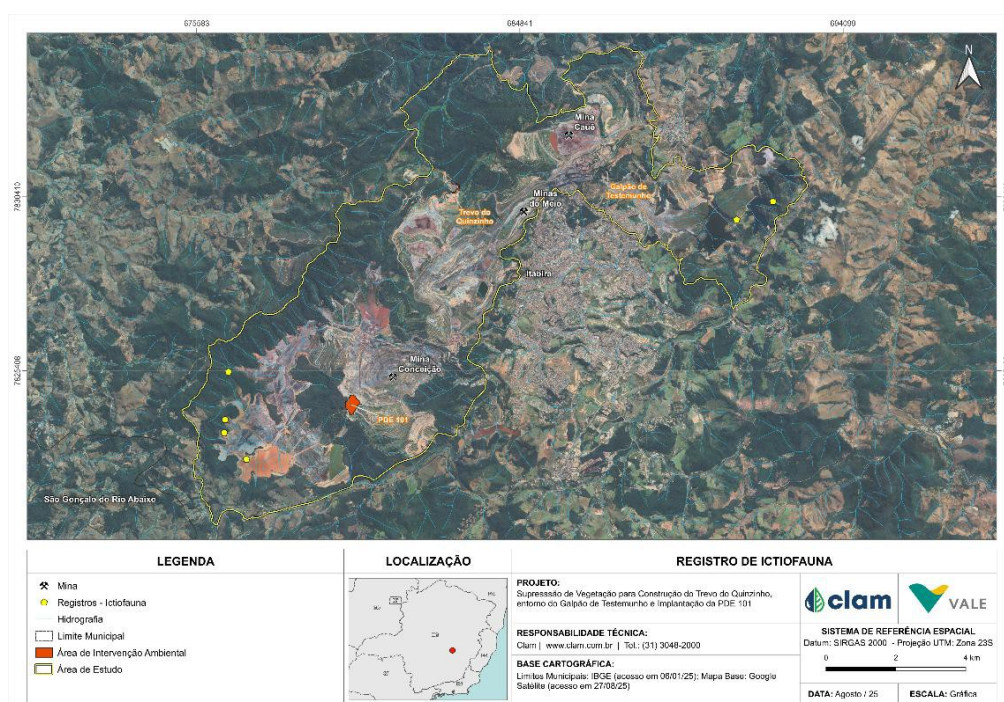 675583
684841
694099
N
Mina
Cauê
7830410
Galpão de
Testemunho
Minas
do Meio
Trevo do
Quinzinho
Itabira
Mina
Conceição
PDE 101
São Gonçalo do Rio Abaixo
LEGENDA
Mina
Registros - Ictiofauna
Hidrografia
Limite Municipal
Área de Intervenção Ambiental
Área de Estudo
LOCALIZAÇÃO
REGISTRO DE ICTIOFAUNA
PROJETO:
Supressão de Vegetação para Construção do Trevo do Quinzinho,
entorno do Galpão de Testemunho e Implantação da PDE 101
RESPONSABILIDADE TÉCNICA:
Clam | www.clam.com.br | Tel.: (31) 3048-2000
BASE CARTOGRÁFICA:
Limites Municipais: IBGE (acesso em 06/01/25); Mapa Base: Google
Satélite (acesso em 27/08/25)
clam
VALE
SISTEMA DE REFERÊNCIA ESPACIAL
Datum: SIRGAS 2000 - Projeção UTM: Zona 23S
0 2 4 km
DATA: Agosto / 25
ESCALA: Gráfica